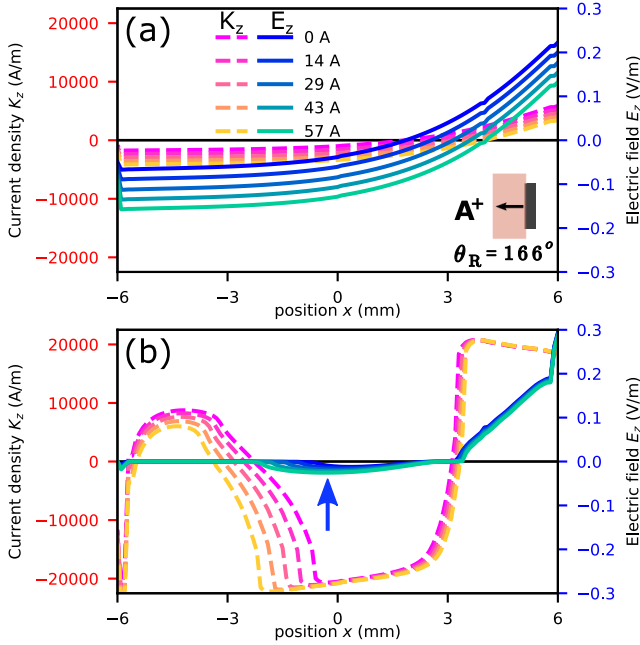 (a)
K_z E_z
0 A
14 A
29 A
43 A
57 A
A⁺
θ_R = 166°
Current density K_z (A/m)
20000
10000
0
−10000
−20000
Electric field E_z (V/m)
0.3
0.2
0.1
0.0
−0.1
−0.2
−0.3
−6 −3 0 3 6
position x (mm)
(b)
Current density K_z (A/m)
20000
10000
0
−10000
−20000
Electric field E_z (V/m)
0.3
0.2
0.1
0.0
−0.1
−0.2
−0.3
−6 −3 0 3 6
position x (mm)